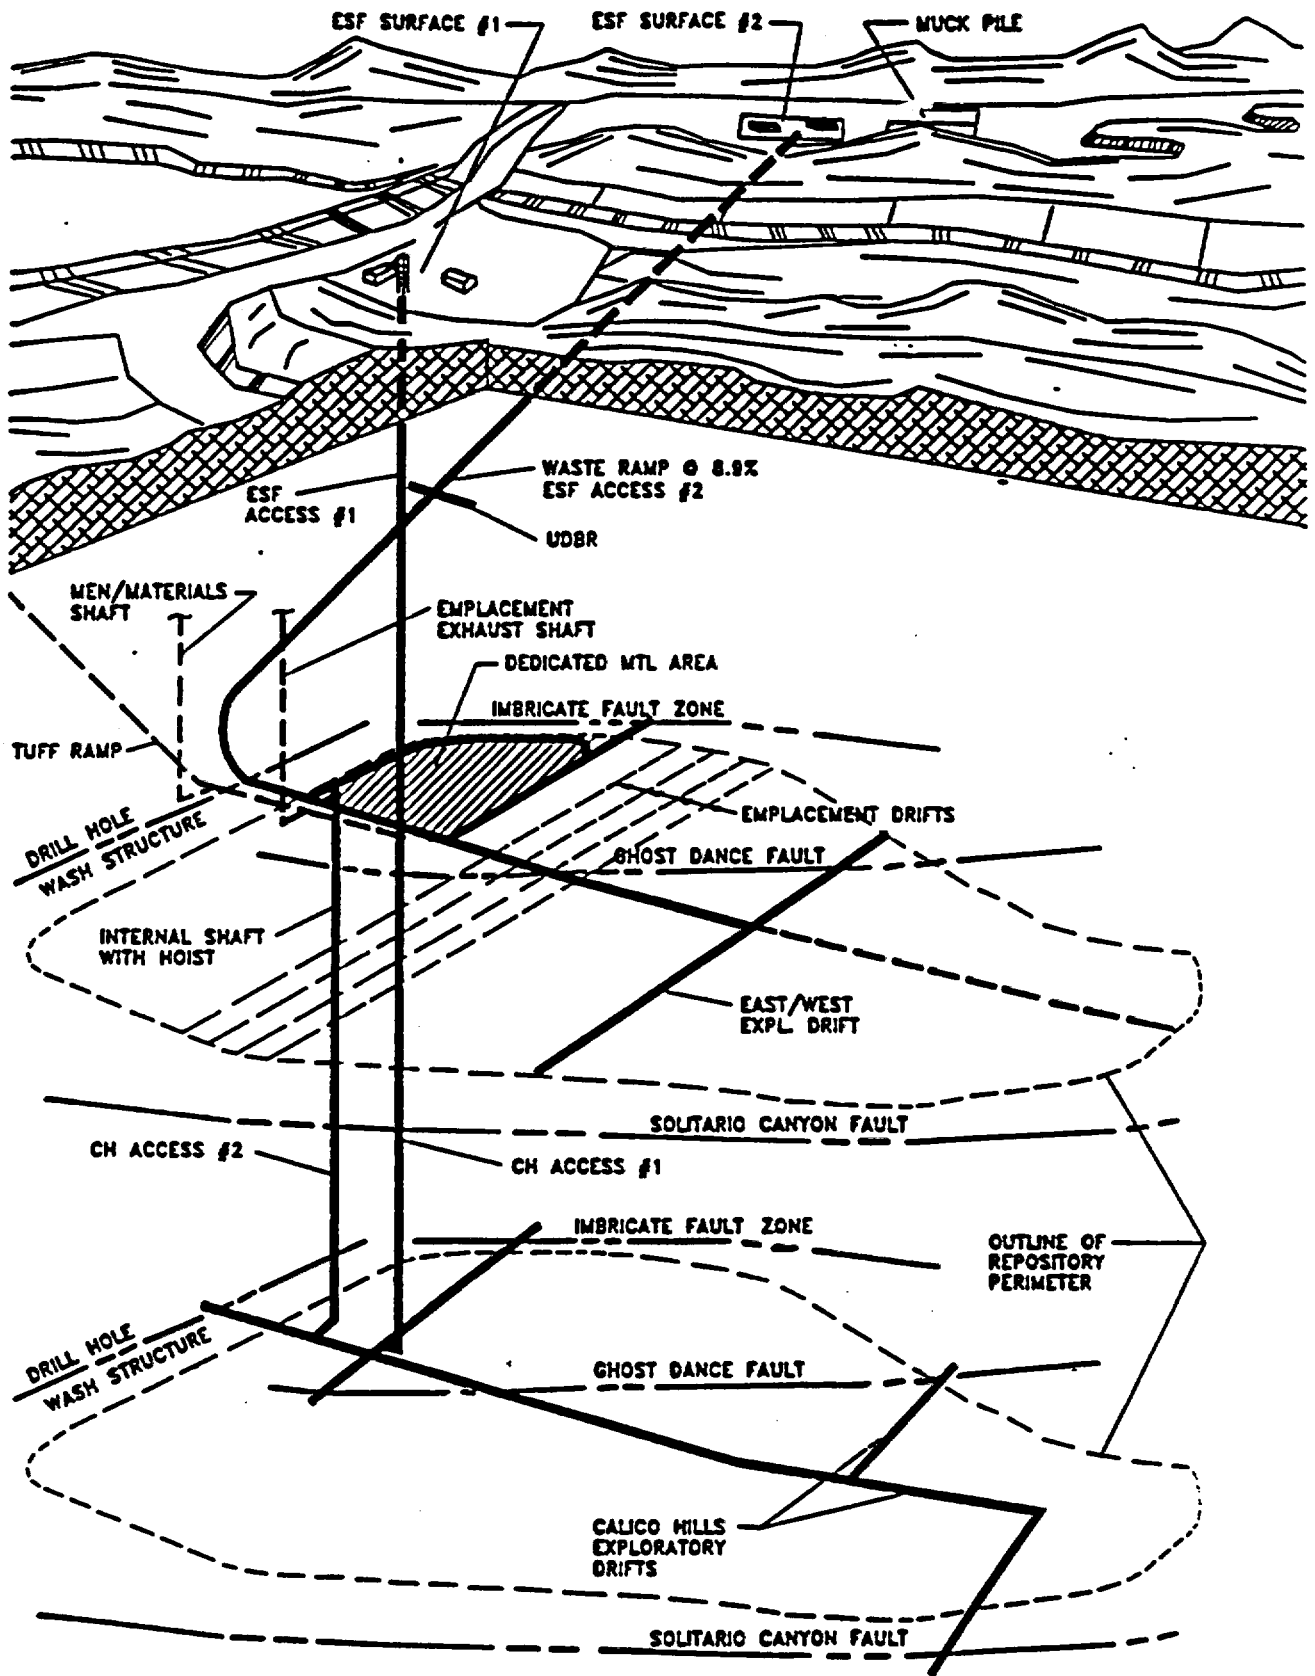 ESF SURFACE #1
ESF SURFACE #2
MUCK PILE
WASTE RAMP @ 8.9%
ESF ACCESS #2
ESF
ACCESS #1
UDBR
MEN/MATERIALS
SHAFT
EMPLACEMENT
EXHAUST SHAFT
DEDICATED MTL AREA
IMBRICATE FAULT ZONE
TUFF RAMP
EMPLACEMENT DRIFTS
DRILL HOLE
WASH STRUCTURE
GHOST DANCE FAULT
INTERNAL SHAFT
WITH HOIST
EAST/WEST
EXPL. DRIFT
SOLITARIO CANYON FAULT
CH ACCESS #2
CH ACCESS #1
IMBRICATE FAULT ZONE
OUTLINE OF
REPOSITORY
PERIMETER
DRILL HOLE
WASH STRUCTURE
GHOST DANCE FAULT
CALICO HILLS
EXPLORATORY
DRIFTS
SOLITARIO CANYON FAULT